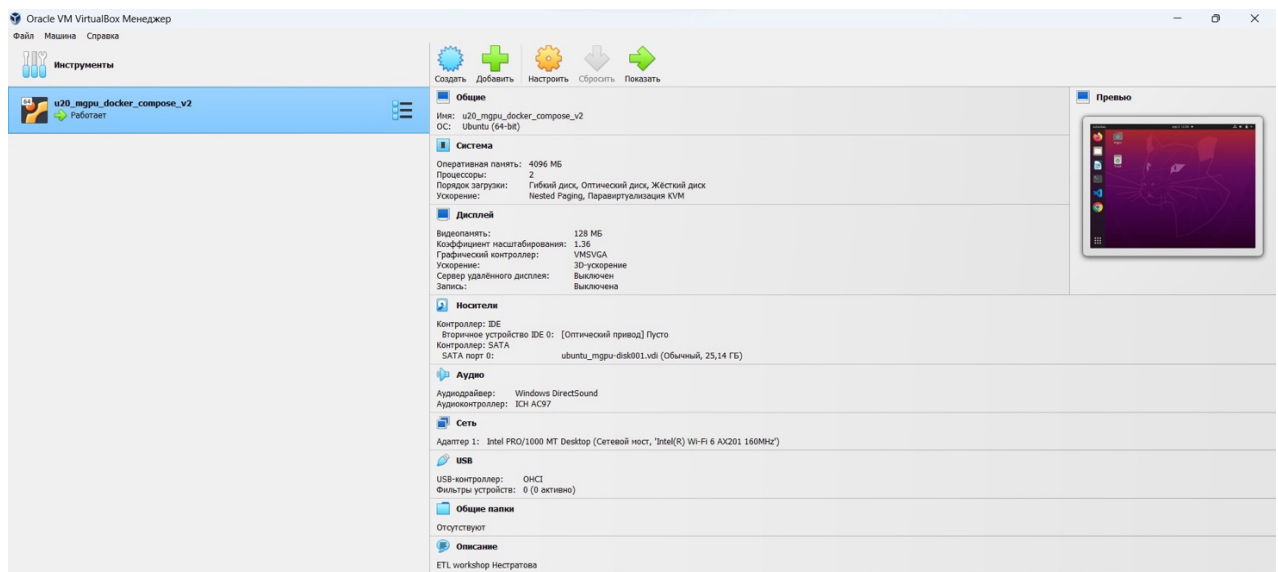 Oracle VM VirtualBox Менеджер
Файл Машина Справка
Инструменты
Создать Добавить Настроить Сбросить Показать
64
u20_mgpu_docker_compose_v2
Работает
Общие
Имя: u20_mgpu_docker_compose_v2
ОС: Ubuntu (64-bit)
Система
Оперативная память: 4096 МБ
Процессоры: 2
Порядок загрузки: Гибкий диск, Оптический диск, Жёсткий диск
Ускорение: Nested Paging, Паравиртуализация KVM
Дисплей
Видеопамять: 128 МБ
Коэффициент масштабирования: 1.36
Графический контроллер: VMSVGA
Ускорение: 3D-ускорение
Сервер удалённого дисплея: Выключен
Запись: Выключена
Превью
Носители
Контроллер: IDE
Вторичное устройство IDE 0: [Оптический привод] Пусто
Контроллер: SATA
SATA порт 0: ubuntu_mgpu-disk001.vdi (Обычный, 25,14 ГБ)
Аудио
Аудиодрайвер: Windows DirectSound
Аудиоконтроллер: ICH AC97
Сеть
Адаптер 1: Intel PRO/1000 MT Desktop (Сетевой мост, 'Intel(R) Wi-Fi 6 AX201 160MHz')
USB
USB-контроллер: OHCI
Фильтры устройств: 0 (0 активно)
Общие папки
Отсутствуют
Описание
ETL workshop Нестратова